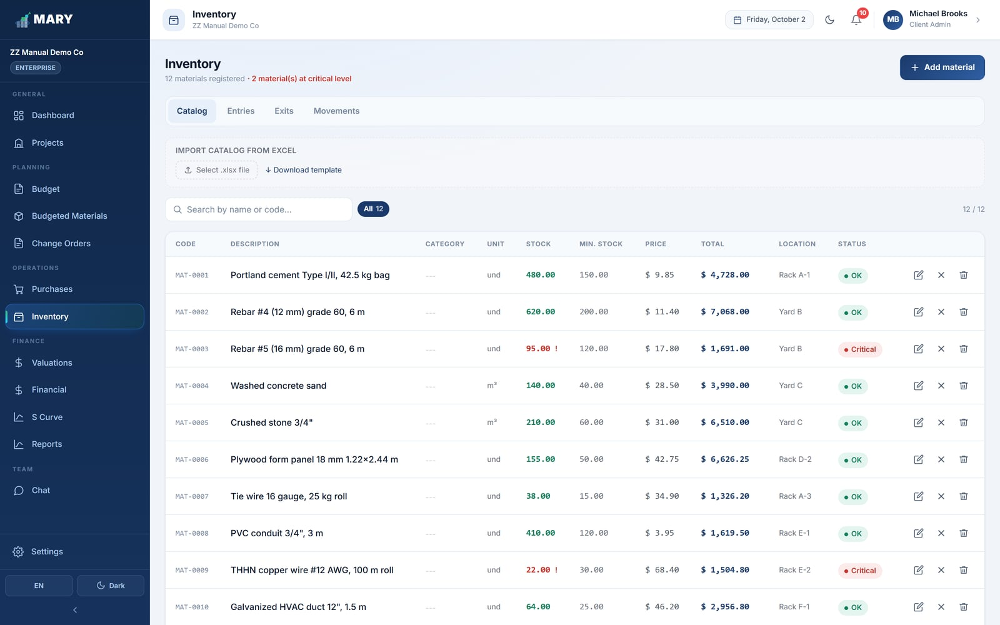 MARY
ZZ Manual Demo Co
ENTERPRISE
GENERAL
Dashboard
Projects
PLANNING
Budget
Budgeted Materials
Change Orders
OPERATIONS
Purchases
Inventory
FINANCE
Valuations
Financial
S Curve
Reports
TEAM
Chat
Settings
EN Dark
Inventory
ZZ Manual Demo Co
Friday, October 2
10
MB
Michael Brooks
Client Admin
Inventory
12 materials registered · 2 material(s) at critical level
+ Add material
Catalog Entries Exits Movements
IMPORT CATALOG FROM EXCEL
Select .xlsx file ↓ Download template
Search by name or code... All 12 12 / 12
CODE DESCRIPTION CATEGORY UNIT STOCK MIN. STOCK PRICE TOTAL LOCATION STATUS
MAT-0001 Portland cement Type I/II, 42.5 kg bag --- und 480.00 150.00 $ 9.85 $ 4,728.00 Rack A-1 OK
MAT-0002 Rebar #4 (12 mm) grade 60, 6 m --- und 620.00 200.00 $ 11.40 $ 7,068.00 Yard B OK
MAT-0003 Rebar #5 (16 mm) grade 60, 6 m --- und 95.00 ! 120.00 $ 17.80 $ 1,691.00 Yard B Critical
MAT-0004 Washed concrete sand --- m³ 140.00 40.00 $ 28.50 $ 3,990.00 Yard C OK
MAT-0005 Crushed stone 3/4" --- m³ 210.00 60.00 $ 31.00 $ 6,510.00 Yard C OK
MAT-0006 Plywood form panel 18 mm 1.22×2.44 m --- und 155.00 50.00 $ 42.75 $ 6,626.25 Rack D-2 OK
MAT-0007 Tie wire 16 gauge, 25 kg roll --- und 38.00 15.00 $ 34.90 $ 1,326.20 Rack A-3 OK
MAT-0008 PVC conduit 3/4", 3 m --- und 410.00 120.00 $ 3.95 $ 1,619.50 Rack E-1 OK
MAT-0009 THHN copper wire #12 AWG, 100 m roll --- und 22.00 ! 30.00 $ 68.40 $ 1,504.80 Rack E-2 Critical
MAT-0010 Galvanized HVAC duct 12", 1.5 m --- und 64.00 25.00 $ 46.20 $ 2,956.80 Rack F-1 OK